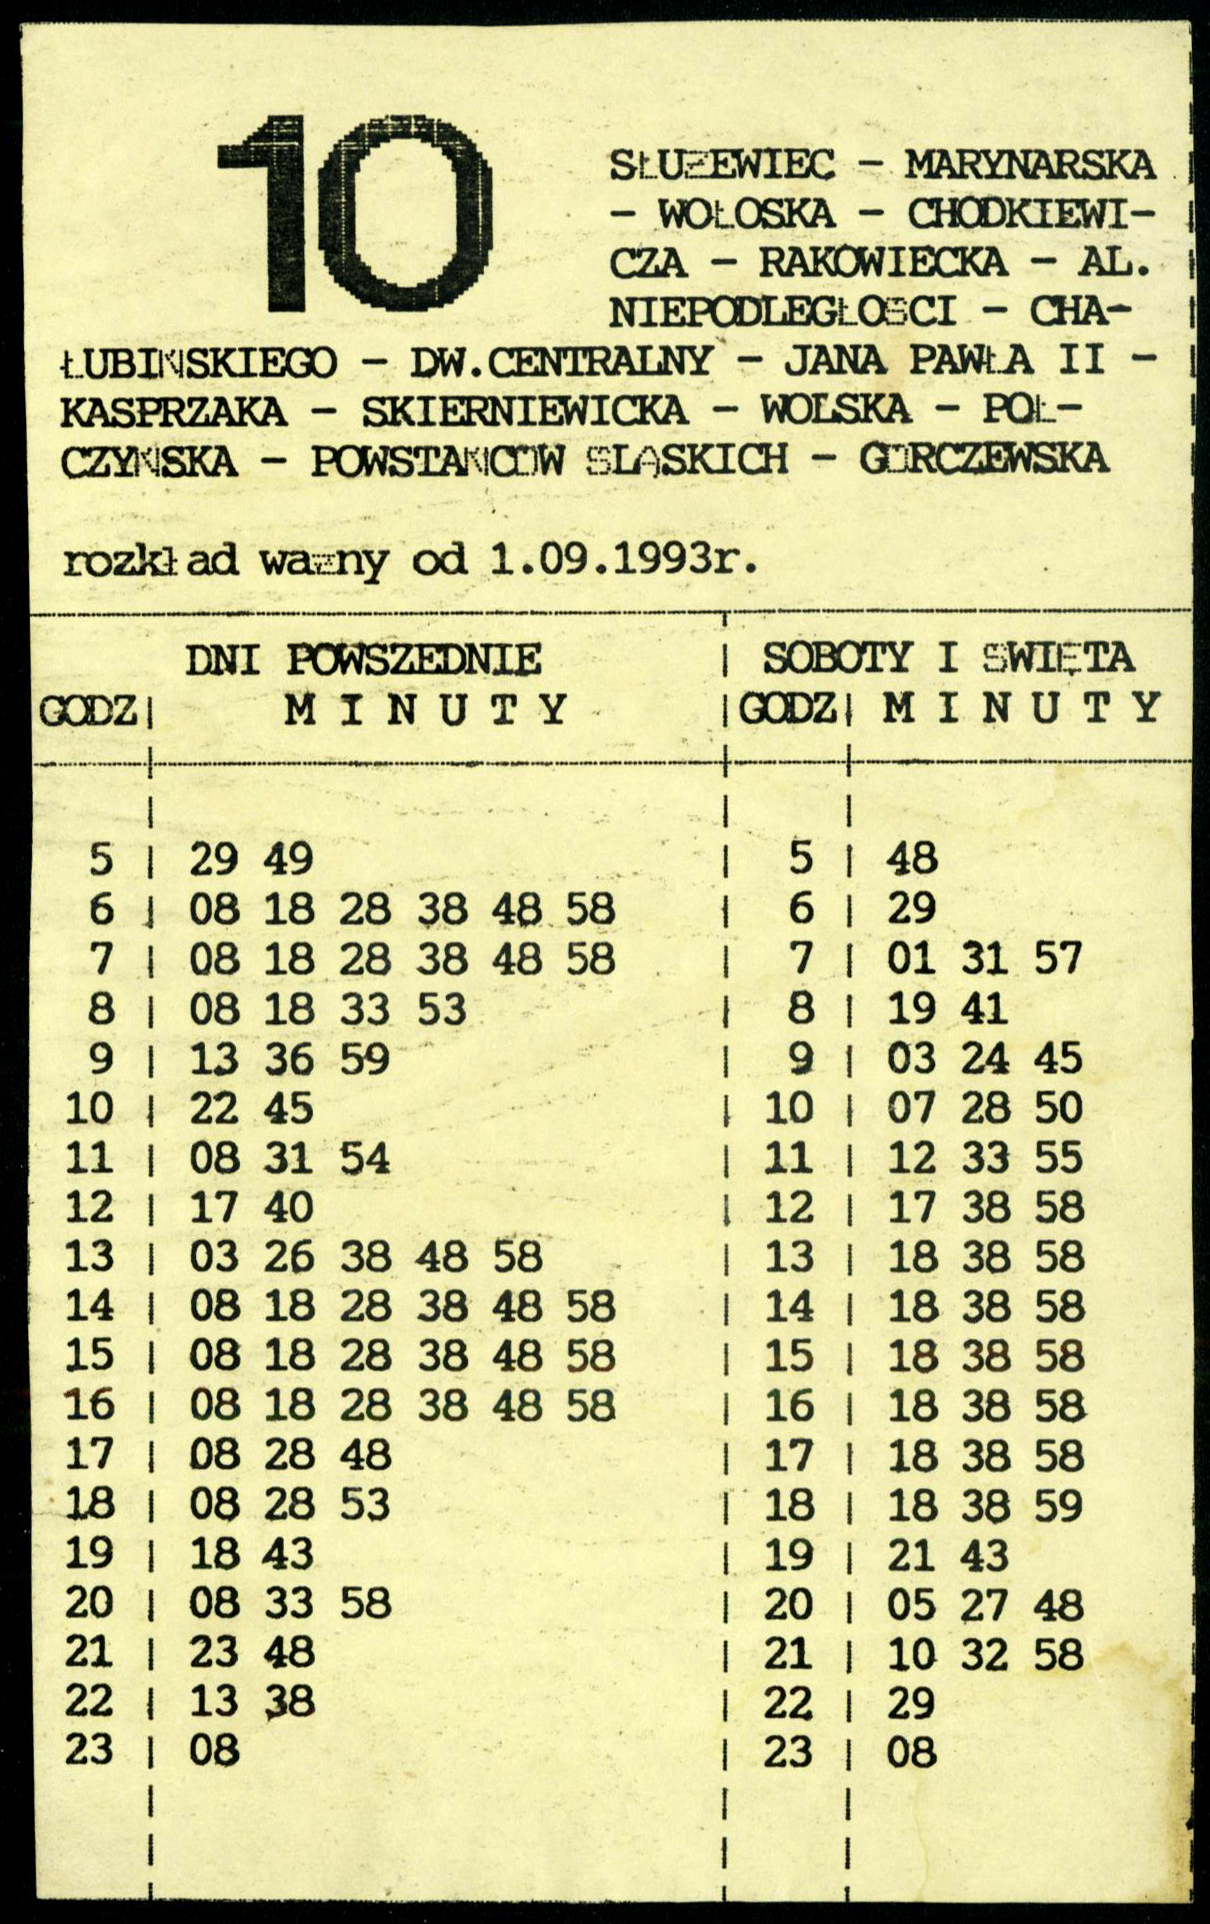 10
SŁUŻEWIEC - MARYNARSKA
- WOŁOSKA - CHODKIEWI-
CZA - RAKOWIECKA - AL.
NIEPODLEGŁOŚCI - CHA-
ŁUBIŃSKIEGO - DW.CENTRALNY - JANA PAWŁA II -
KASPRZAKA - SKIERNIEWICKA - WOLSKA - POŁ-
CZYŃSKA - POWSTAŃCÓW ŚLĄSKICH - GÓRCZEWSKA
rozkład ważny od 1.09.1993r.
DNI POWSZEDNIE | SOBOTY I ŚWIĘTA
GODZ| M I N U T Y |GODZ| M I N U T Y
5 | 29 49 | 5 | 48
6 | 08 18 28 38 48 58 | 6 | 29
7 | 08 18 28 38 48 58 | 7 | 01 31 57
8 | 08 18 33 53 | 8 | 19 41
9 | 13 36 59 | 9 | 03 24 45
10 | 22 45 | 10 | 07 28 50
11 | 08 31 54 | 11 | 12 33 55
12 | 17 40 | 12 | 17 38 58
13 | 03 26 38 48 58 | 13 | 18 38 58
14 | 08 18 28 38 48 58 | 14 | 18 38 58
15 | 08 18 28 38 48 58 | 15 | 18 38 58
16 | 08 18 28 38 48 58 | 16 | 18 38 58
17 | 08 28 48 | 17 | 18 38 58
18 | 08 28 53 | 18 | 18 38 59
19 | 18 43 | 19 | 21 43
20 | 08 33 58 | 20 | 05 27 48
21 | 23 48 | 21 | 10 32 58
22 | 13 38 | 22 | 29
23 | 08 | 23 | 08